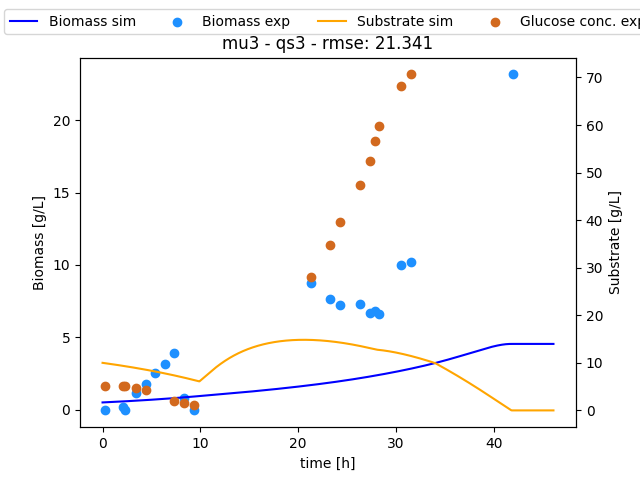 Biomass sim Biomass exp Substrate sim Glucose conc. exp
mu3 - qs3 - rmse: 21.341
Biomass [g/L]
20
15
10
5
0
70
60
50
40
30
20
10
0
Substrate [g/L]
0 10 20 30 40
time [h]